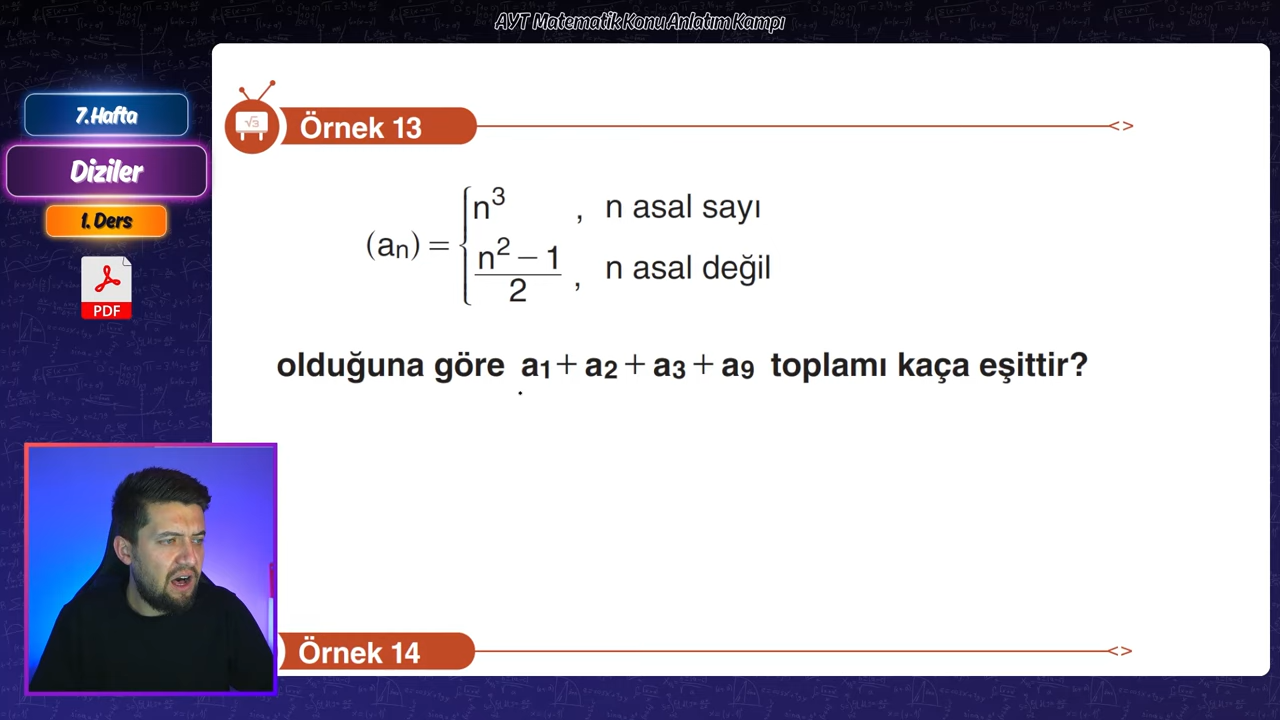 AYT Matematik Konu Anlatım Kampı
7. Hafta
Diziler
1. Ders
PDF
√3
Örnek 13
(aₙ) = { n³ , n asal sayı
(n² − 1)/2 , n asal değil
olduğuna göre a₁ + a₂ + a₃ + a₉ toplamı kaça eşittir?
Örnek 14